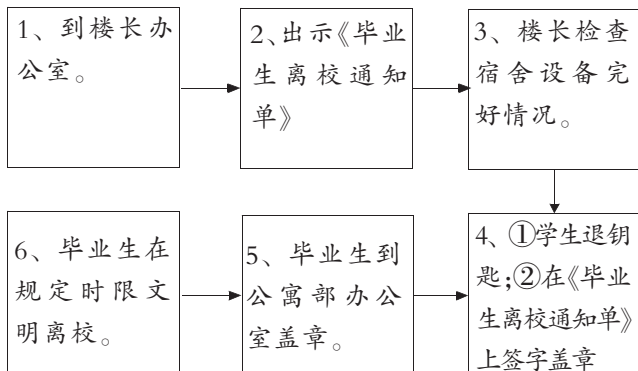 1、到楼长办
公室。
2、出示《毕业
生离校通知
单》
3、楼长检查
宿舍设备完
好情况。
4、①学生退钥
匙;②在《毕业
生离校通知单》
上签字盖章
5、毕业生到
公寓部办公
室盖章。
6、毕业生在
规定时限文
明离校。